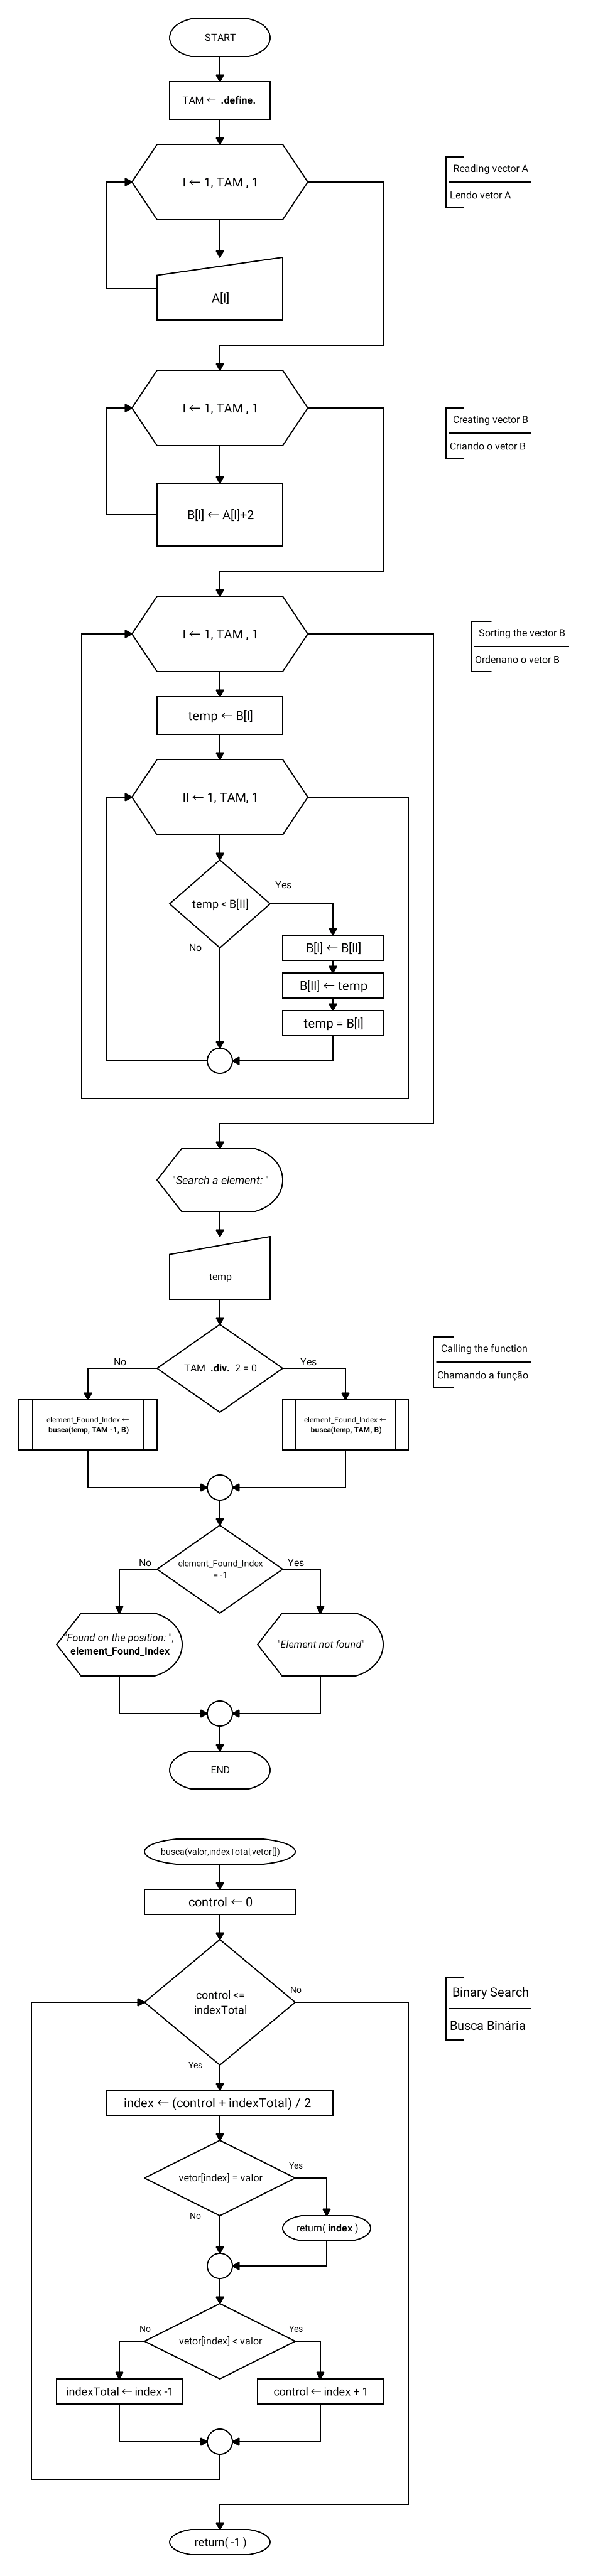 START
TAM ← .define.
I ← 1, TAM , 1
Reading vector A
Lendo vetor A
A[I]
I ← 1, TAM , 1
Creating vector B
Criando o vetor B
B[I] ← A[I]+2
I ← 1, TAM , 1
Sorting the vector B
Ordenano o vetor B
temp ← B[I]
II ← 1, TAM, 1
Yes
temp < B[II]
No
B[I] ← B[II]
B[II] ← temp
temp = B[I]
"Search a element: "
temp
TAM .div. 2 = 0
No
Yes
Calling the function
Chamando a função
element_Found_Index ←
busca(temp, TAM -1, B)
element_Found_Index ←
busca(temp, TAM, B)
element_Found_Index
= -1
No
Yes
"Found on the position: ",
element_Found_Index
"Element not found"
END
busca(valor,indexTotal,vetor[])
control ← 0
control <=
indexTotal
No
Yes
Binary Search
Busca Binária
index ← (control + indexTotal) / 2
vetor[index] = valor
Yes
No
return( index )
vetor[index] < valor
No
Yes
indexTotal ← index -1
control ← index + 1
return( -1 )